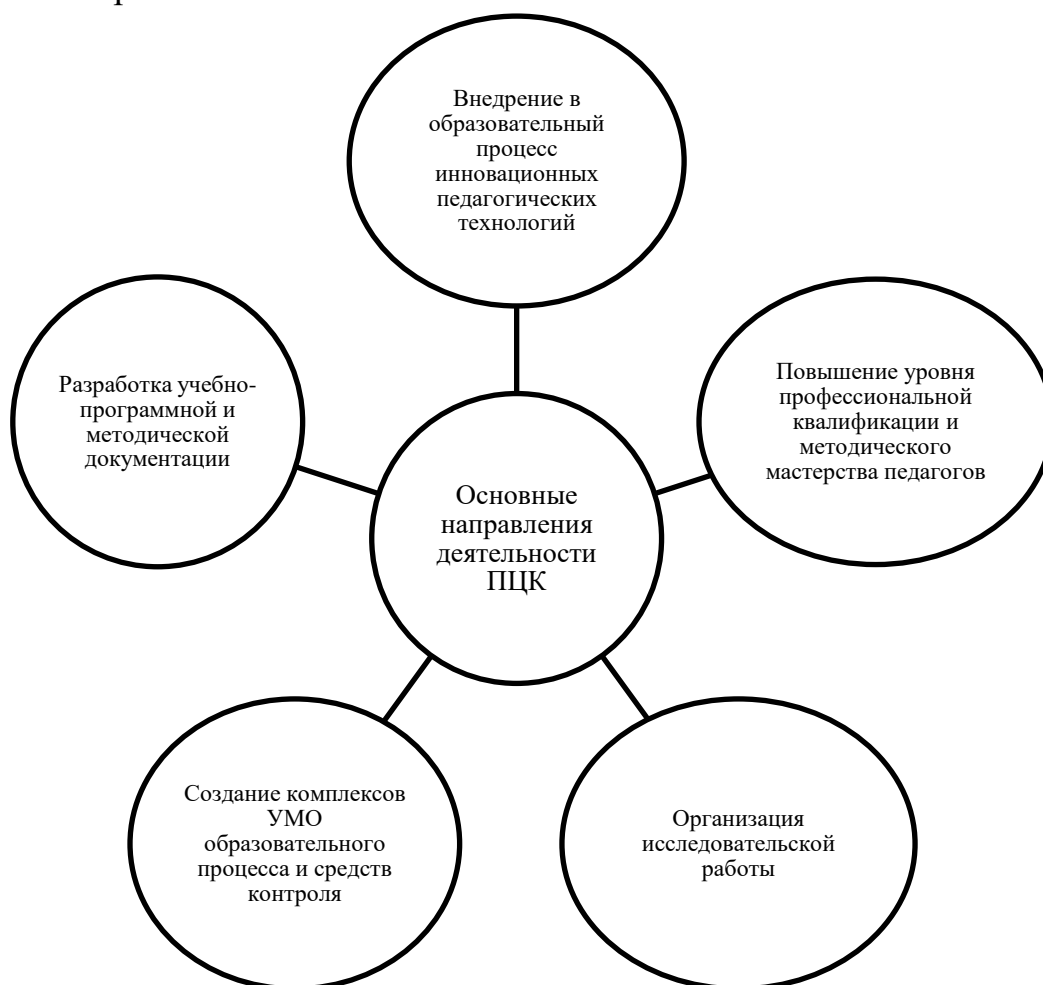 Внедрение в
образовательный
процесс
инновационных
педагогических
технологий
Разработка учебно-
программной и
методической
документации
Повышение уровня
профессиональной
квалификации и
методического
мастерства педагогов
Основные
направления
деятельности
ПЦК
Создание комплексов
УМО
образовательного
процесса и средств
контроля
Организация
исследовательской
работы